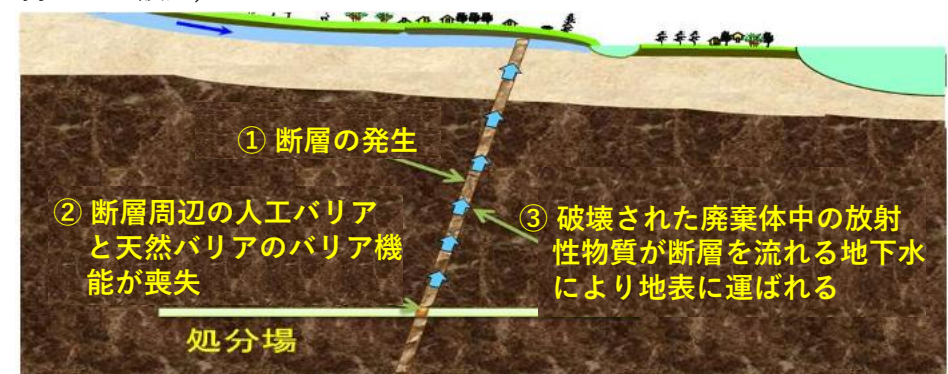 ① 断層の発生
② 断層周辺の人工バリア
と天然バリアのバリア機
能が喪失
③ 破壊された廃棄体中の放射
性物質が断層を流れる地下水
により地表に運ばれる
処分場